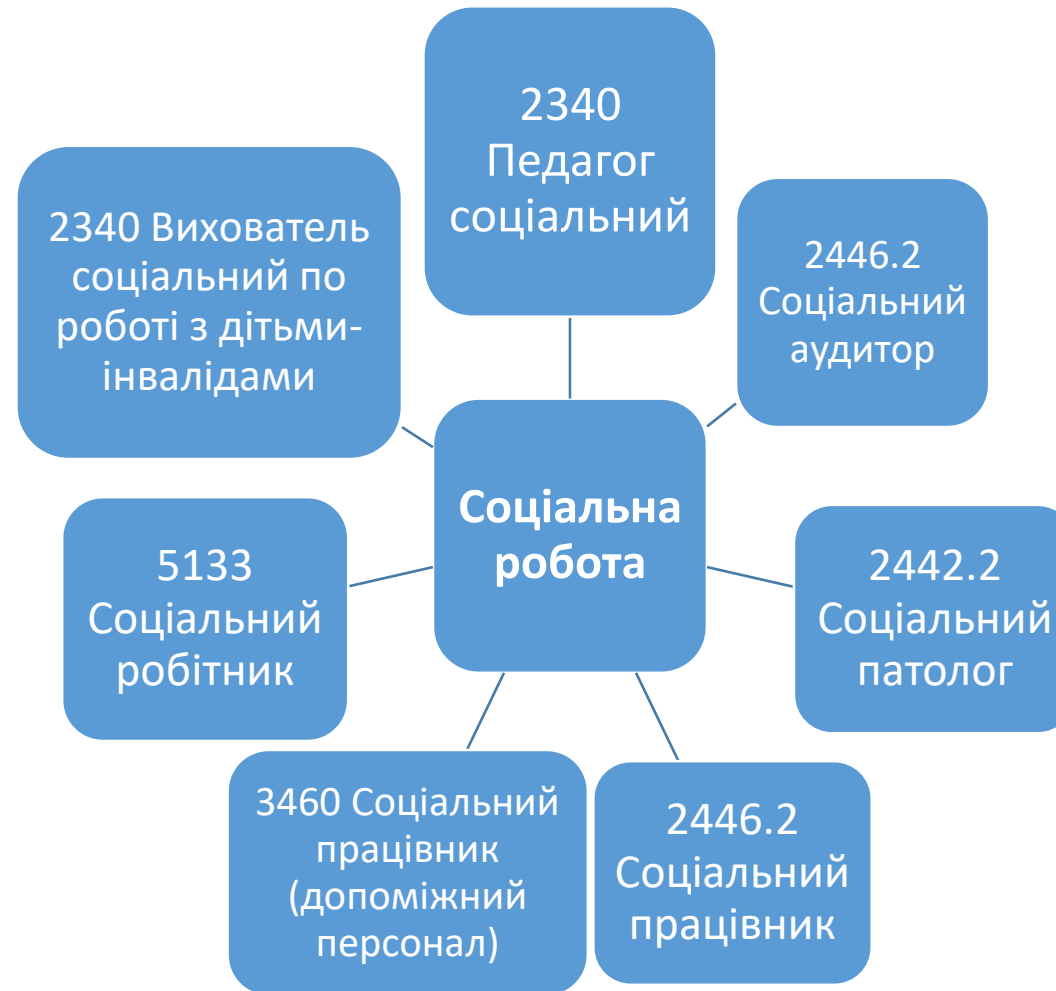 2340
Педагог
соціальний
2340 Вихователь
соціальний по
роботі з дітьми-
інвалідами
2446.2
Соціальний
аудитор
Соціальна
робота
5133
Соціальний
робітник
2442.2
Соціальний
патолог
3460 Соціальний
працівник
(допоміжний
персонал)
2446.2
Соціальний
працівник